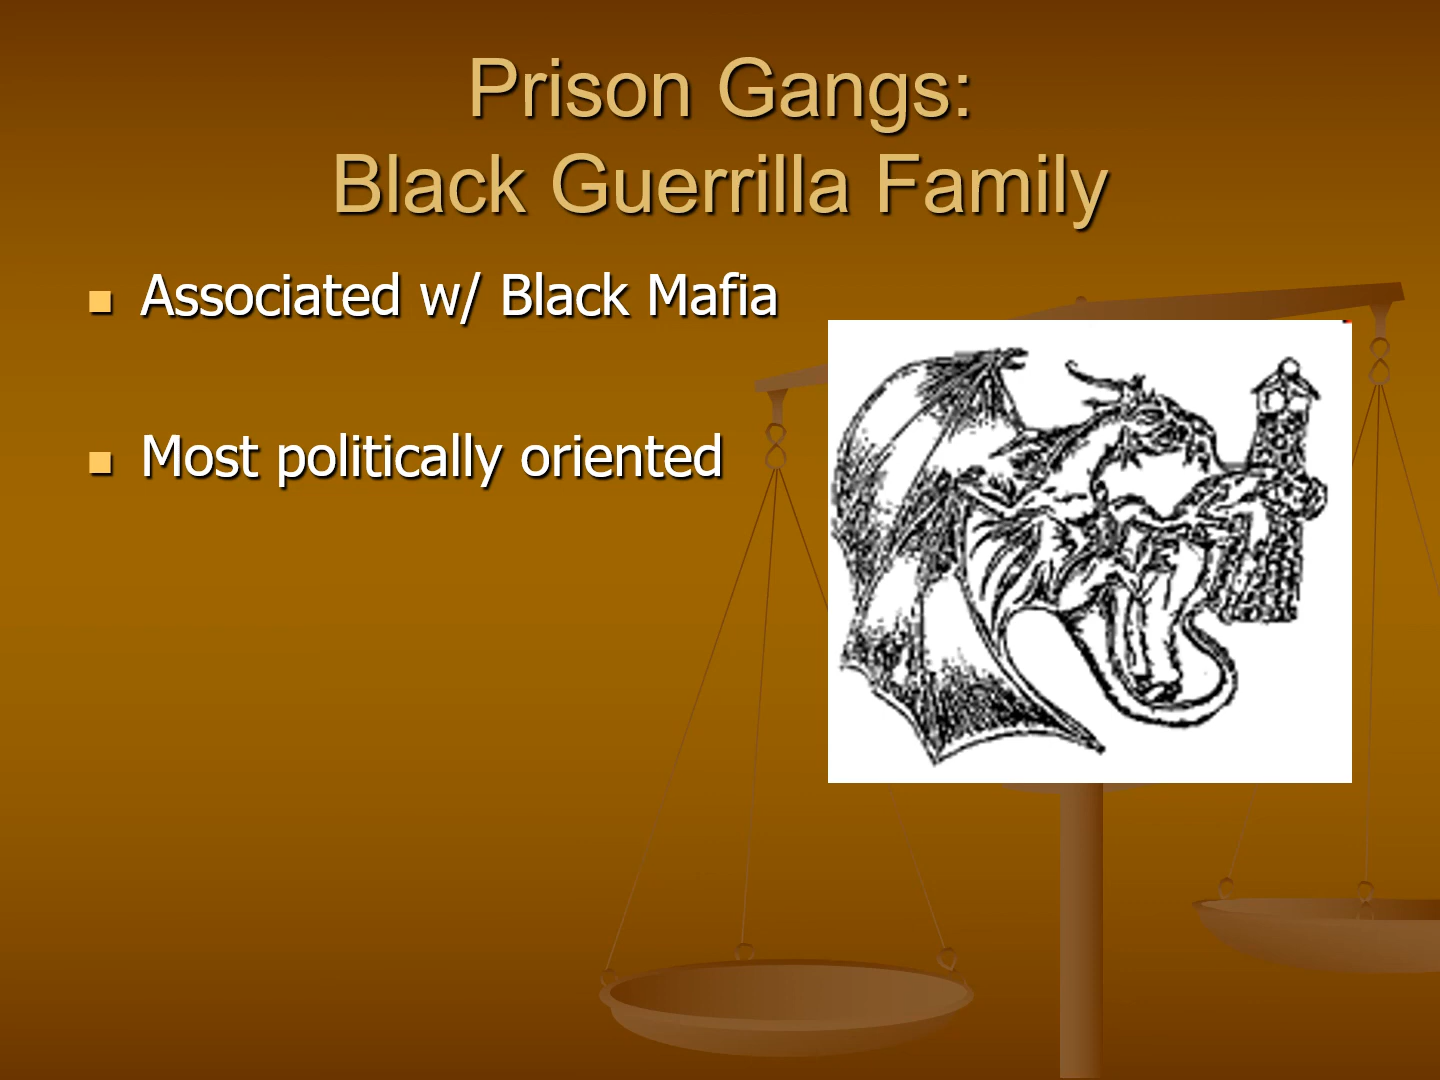 Prison Gangs:
Black Guerrilla Family
Associated w/ Black Mafia
Most politically oriented